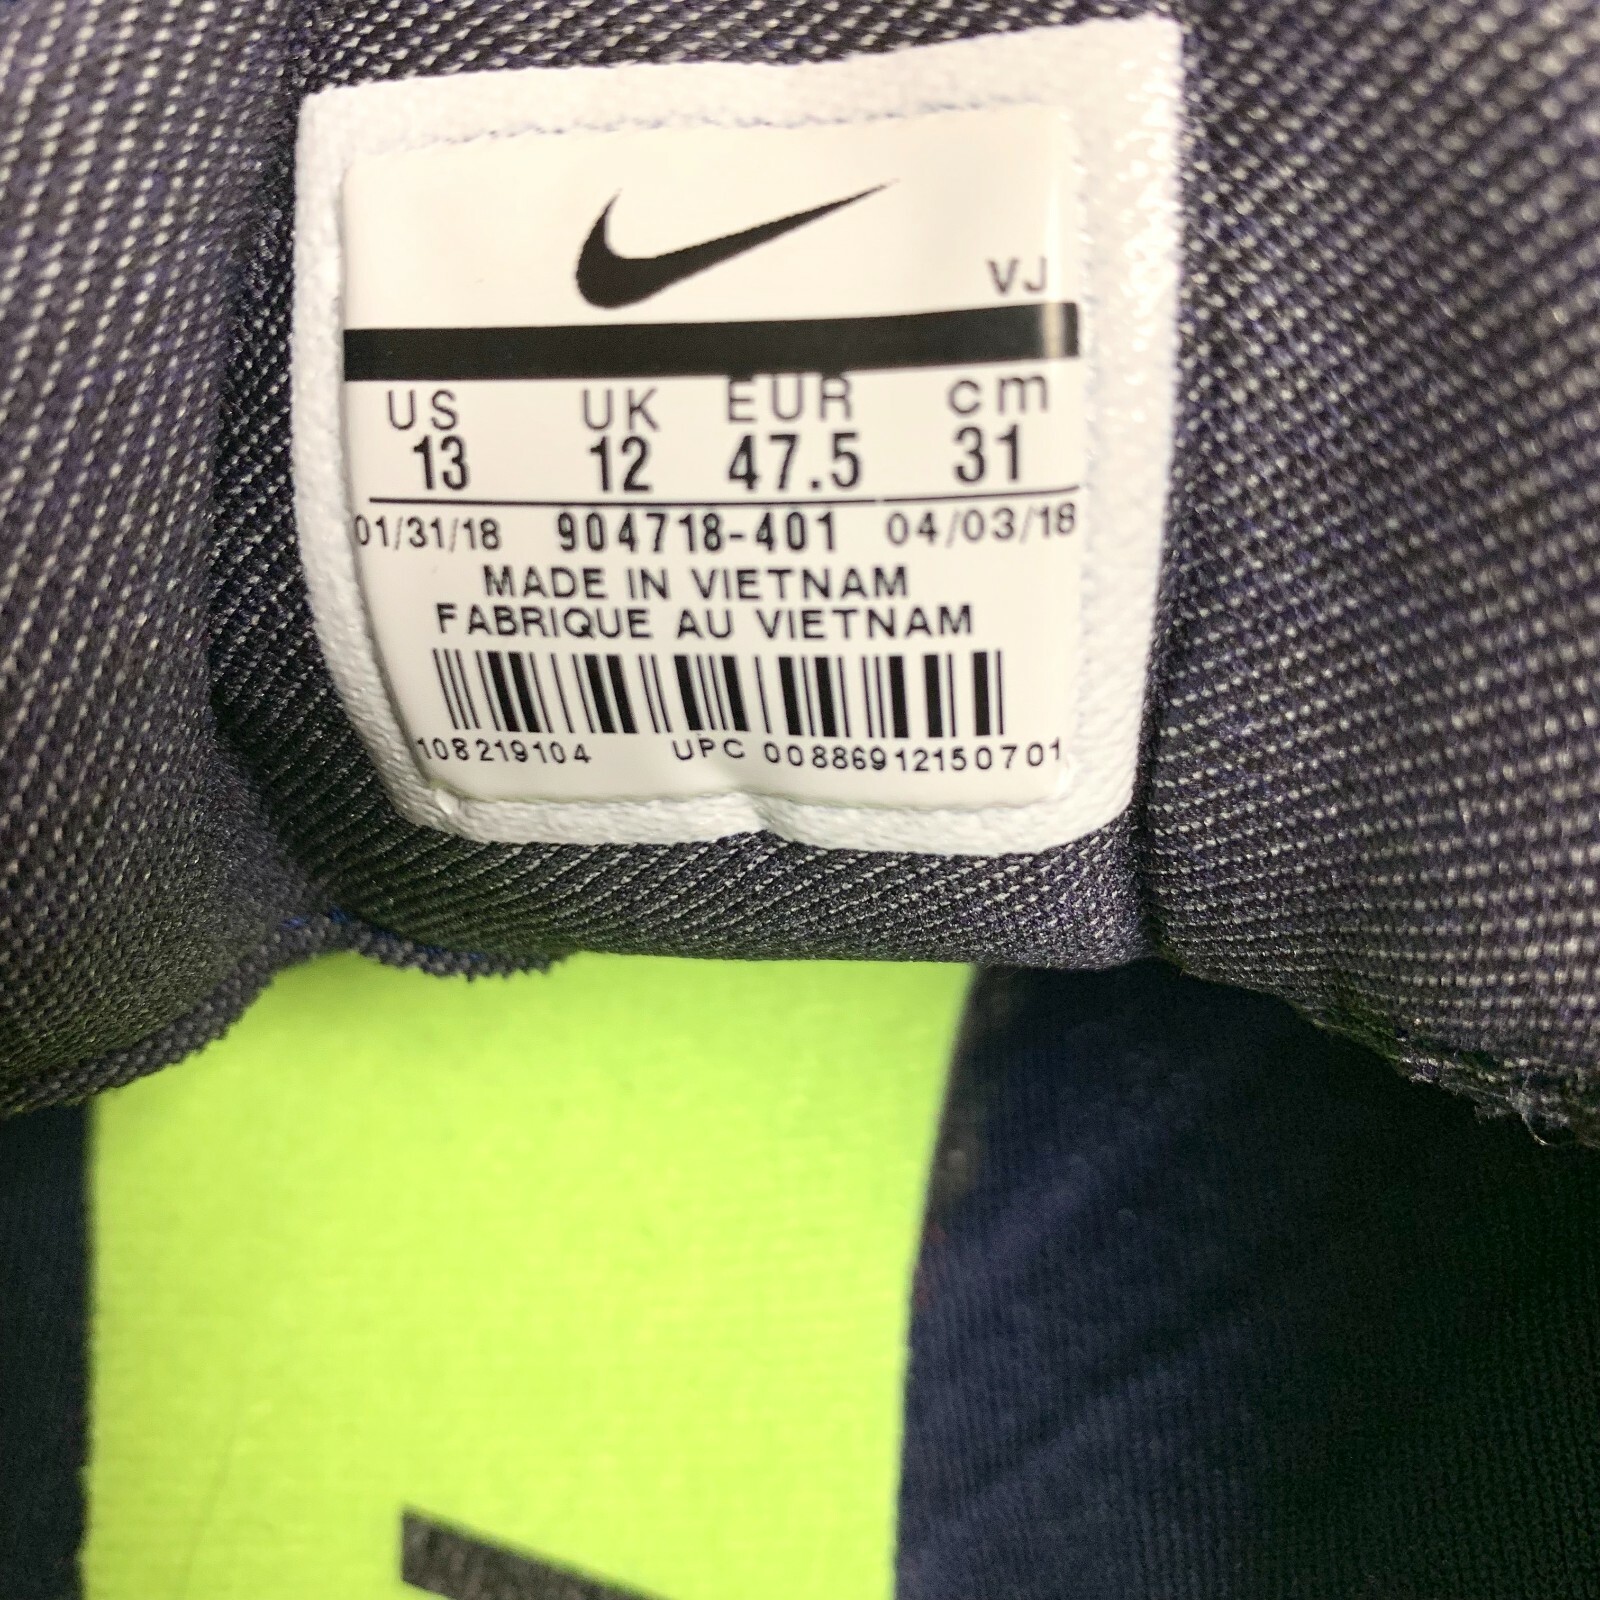 VJ
US UK EUR cm
13 12 47.5 31
01/31/18 904718-401 04/03/18
MADE IN VIETNAM
FABRIQUE AU VIETNAM
108219104 UPC 00886912150701